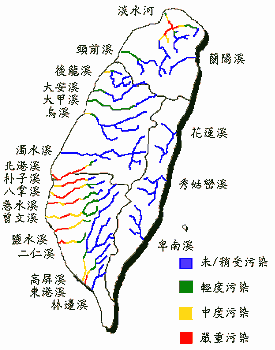 淡水河
頭前溪
蘭陽溪
後龍溪
大安溪
大甲溪
烏溪
花蓮溪
濁水溪
北港溪
朴子溪
秀姑巒溪
八掌溪
急水溪
曾文溪
鹽水溪
卑南溪
二仁溪
高屏溪
東港溪
林邊溪
未/稍受污染
輕度污染
中度污染
嚴重污染